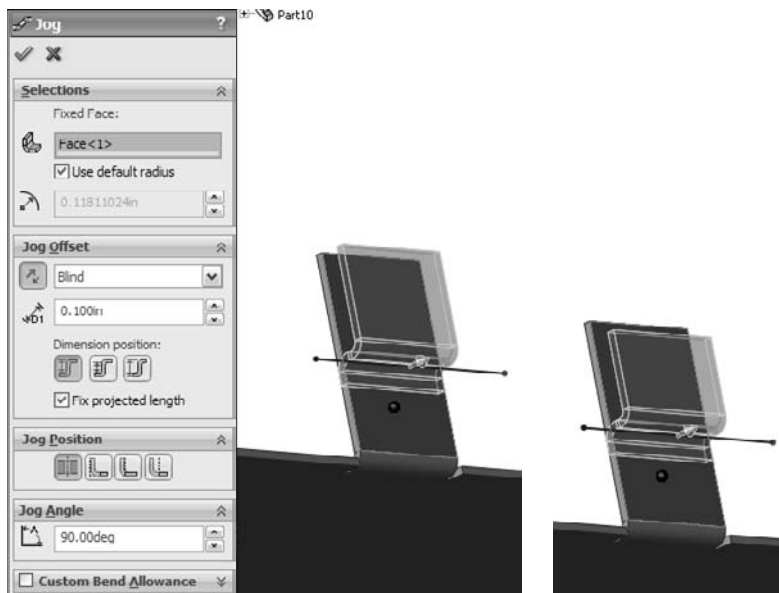 Jog ?
Part10
Selections
Fixed Face:
Face<1>
Use default radius
0.11811024in
Jog Offset
Blind
D1 0.100in
Dimension position:
Fix projected length
Jog Position
Jog Angle
90.00deg
Custom Bend Allowance